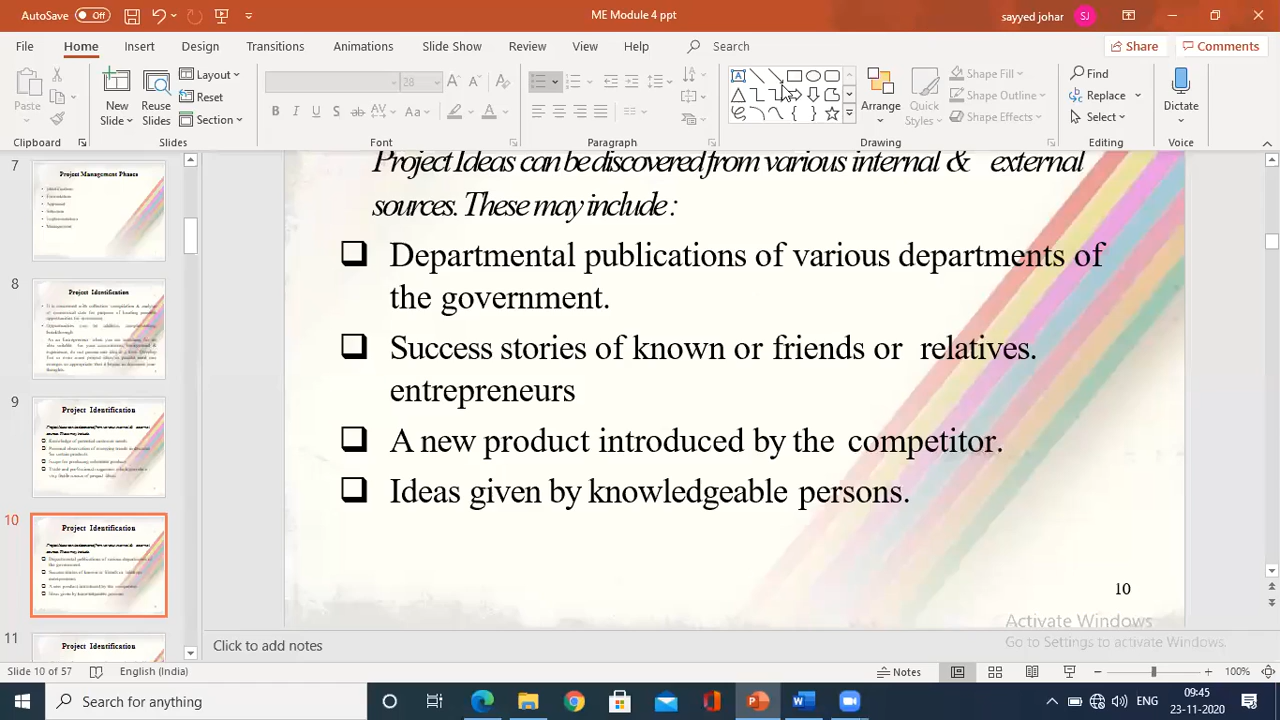 AutoSave Off ME Module 4 ppt sayyed johar SJ
File Home Insert Design Transitions Animations Slide Show Review View Help Search Share Comments
Paste New Slide Reuse Slides Layout Reset Section 28 Arrange Quick Styles Shape Fill Shape Outline Shape Effects Find Replace Select Dictate
Clipboard Slides Font Paragraph Drawing Editing Voice
7
Project Management Phases
8
Project Identification
9
Project Identification
10
Project Identification
11
Project Identification
Project Ideas can be discovered from various internal & external
sources. These may include :
❑ Departmental publications of various departments of
the government.
❑ Success stories of known or friends or relatives.
entrepreneurs
❑ A new product introduced by the competitor.
❑ Ideas given by knowledgeable persons.
10
Activate Windows
Go to Settings to activate Windows.
Click to add notes
Slide 10 of 57 English (India) Notes 100%
Search for anything ENG 09:45
23-11-2020